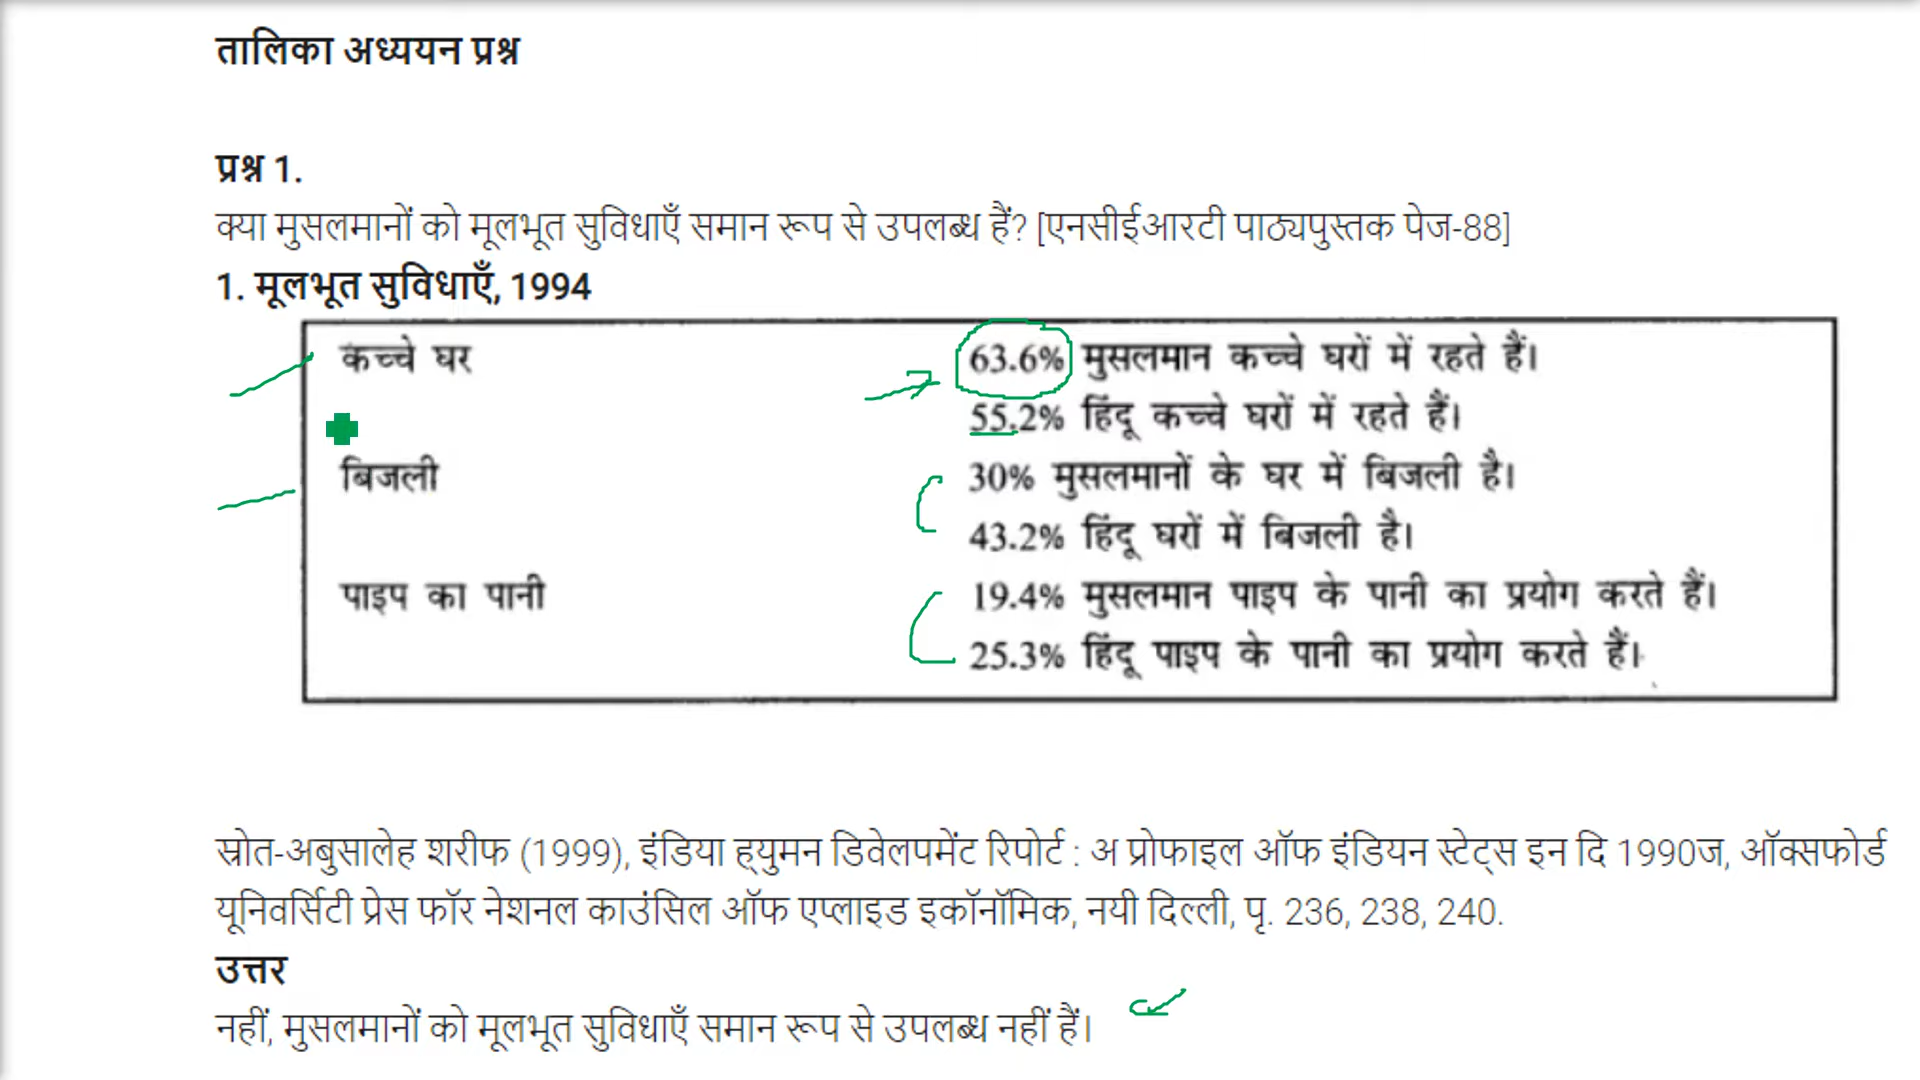 तालिका अध्ययन प्रश्न
प्रश्न 1.
क्या मुसलमानों को मूलभूत सुविधाएँ समान रूप से उपलब्ध हैं? [एनसीईआरटी पाठ्यपुस्तक पेज-88]
1. मूलभूत सुविधाएँ, 1994
कच्चे घर 63.6% मुसलमान कच्चे घरों में रहते हैं।
55.2% हिंदू कच्चे घरों में रहते हैं।
बिजली 30% मुसलमानों के घर में बिजली है।
43.2% हिंदू घरों में बिजली है।
पाइप का पानी 19.4% मुसलमान पाइप के पानी का प्रयोग करते हैं।
25.3% हिंदू पाइप के पानी का प्रयोग करते हैं।
स्रोत-अबुसालेह शरीफ (1999), इंडिया ह्युमन डिवेलपमेंट रिपोर्ट : अ प्रोफाइल ऑफ इंडियन स्टेट्स इन दि 1990ज, ऑक्सफोर्ड
यूनिवर्सिटी प्रेस फॉर नेशनल काउंसिल ऑफ एप्लाइड इकॉनॉमिक, नयी दिल्ली, पृ. 236, 238, 240.
उत्तर
नहीं, मुसलमानों को मूलभूत सुविधाएँ समान रूप से उपलब्ध नहीं हैं।